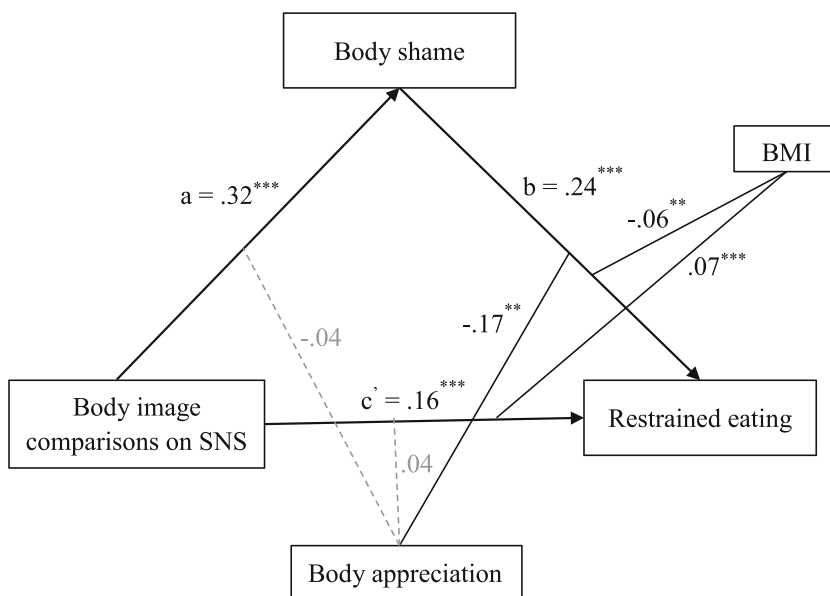 Body shame
BMI
a = .32***
b = .24***
-.06**
.07***
-.04
-.17**
c' = .16***
Body image
comparisons on SNS
Restrained eating
.04
Body appreciation